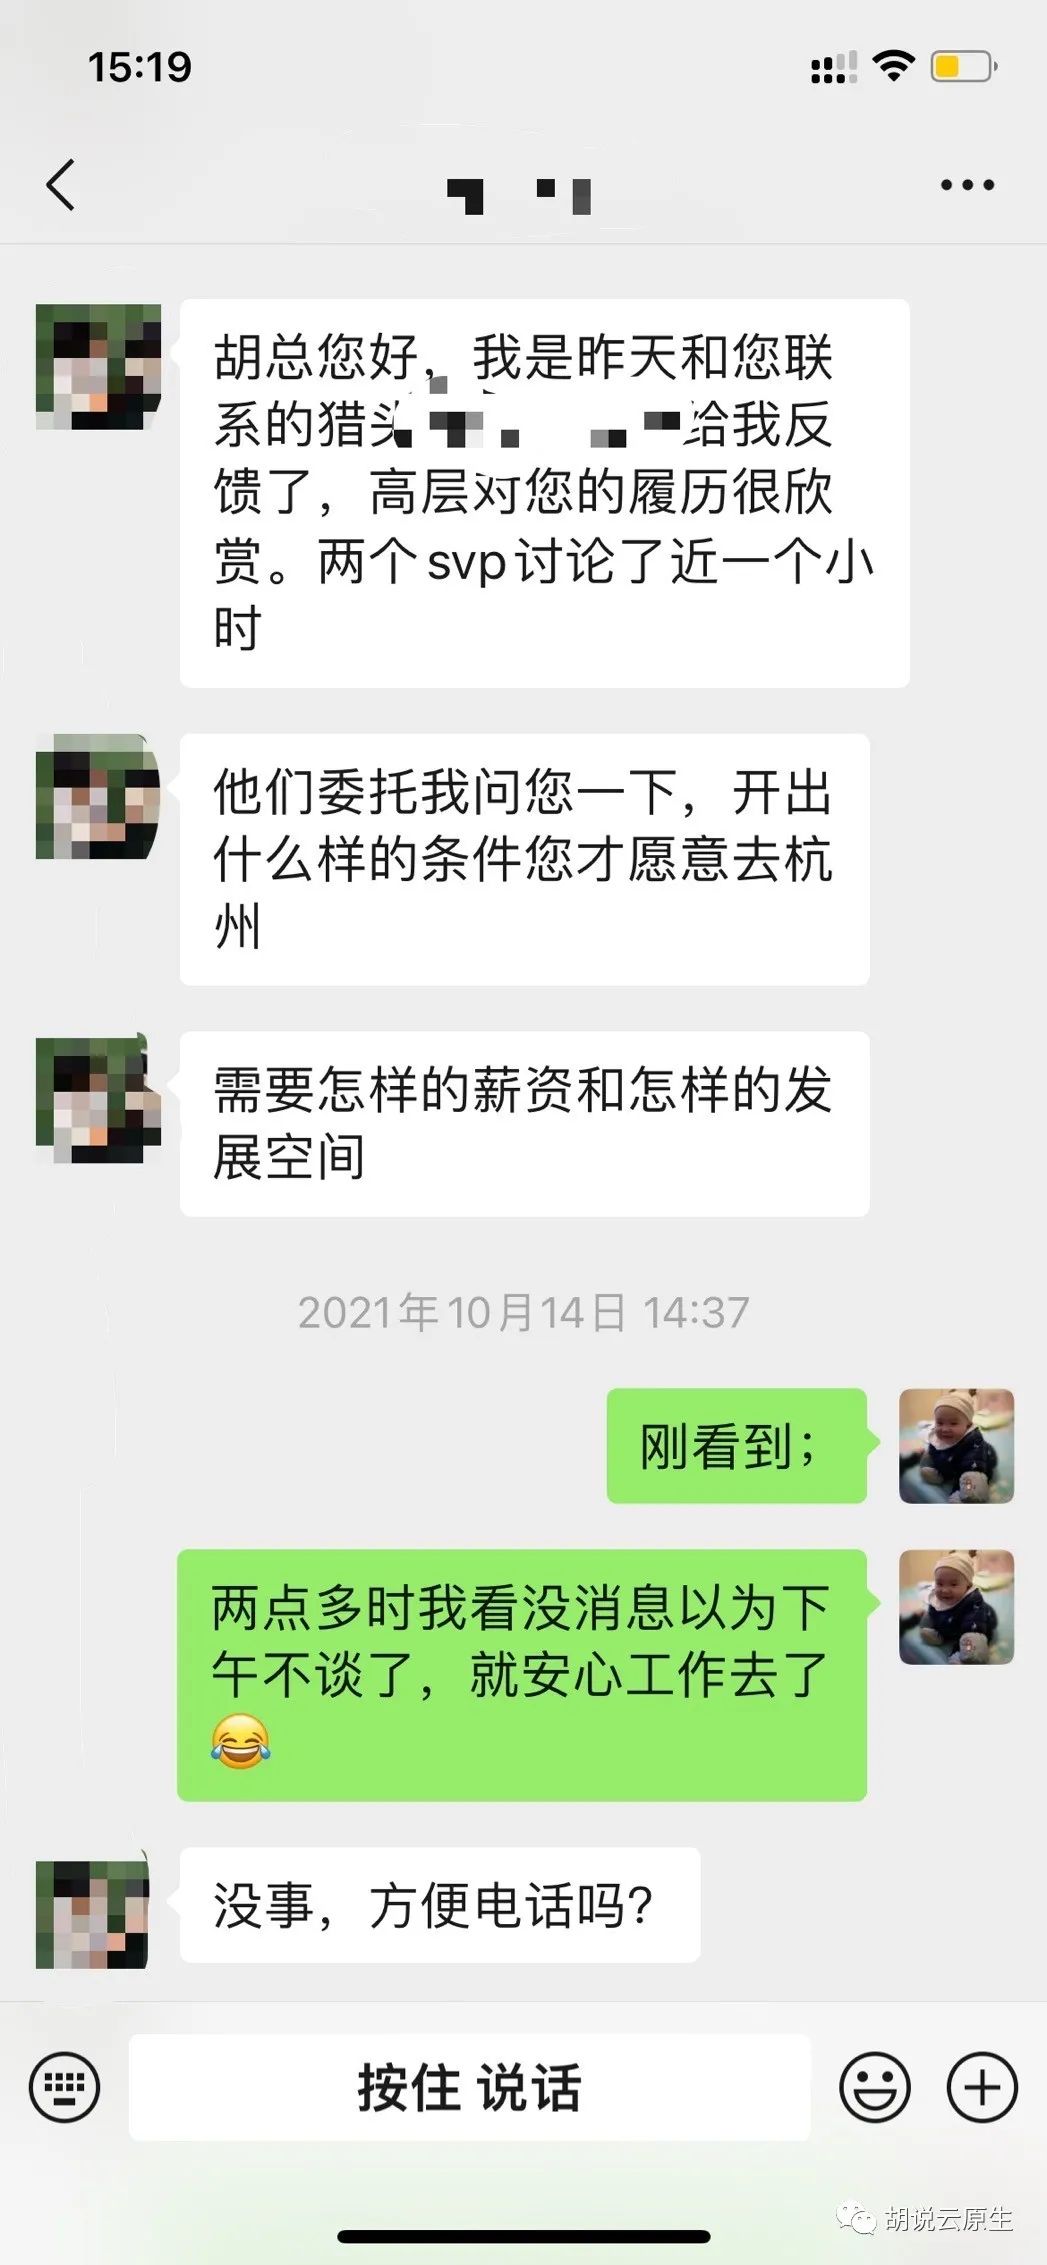 15:19
胡总您好，我是昨天和您联
系的猎头给我反
馈了，高层对您的履历很欣
赏。两个svp讨论了近一个小
时
他们委托我问您一下，开出
什么样的条件您才愿意去杭
州
需要怎样的薪资和怎样的发
展空间
2021年10月14日 14:37
刚看到；
两点多时我看没消息以为下
午不谈了，就安心工作去了
😂
没事，方便电话吗？
按住 说话
胡说云原生